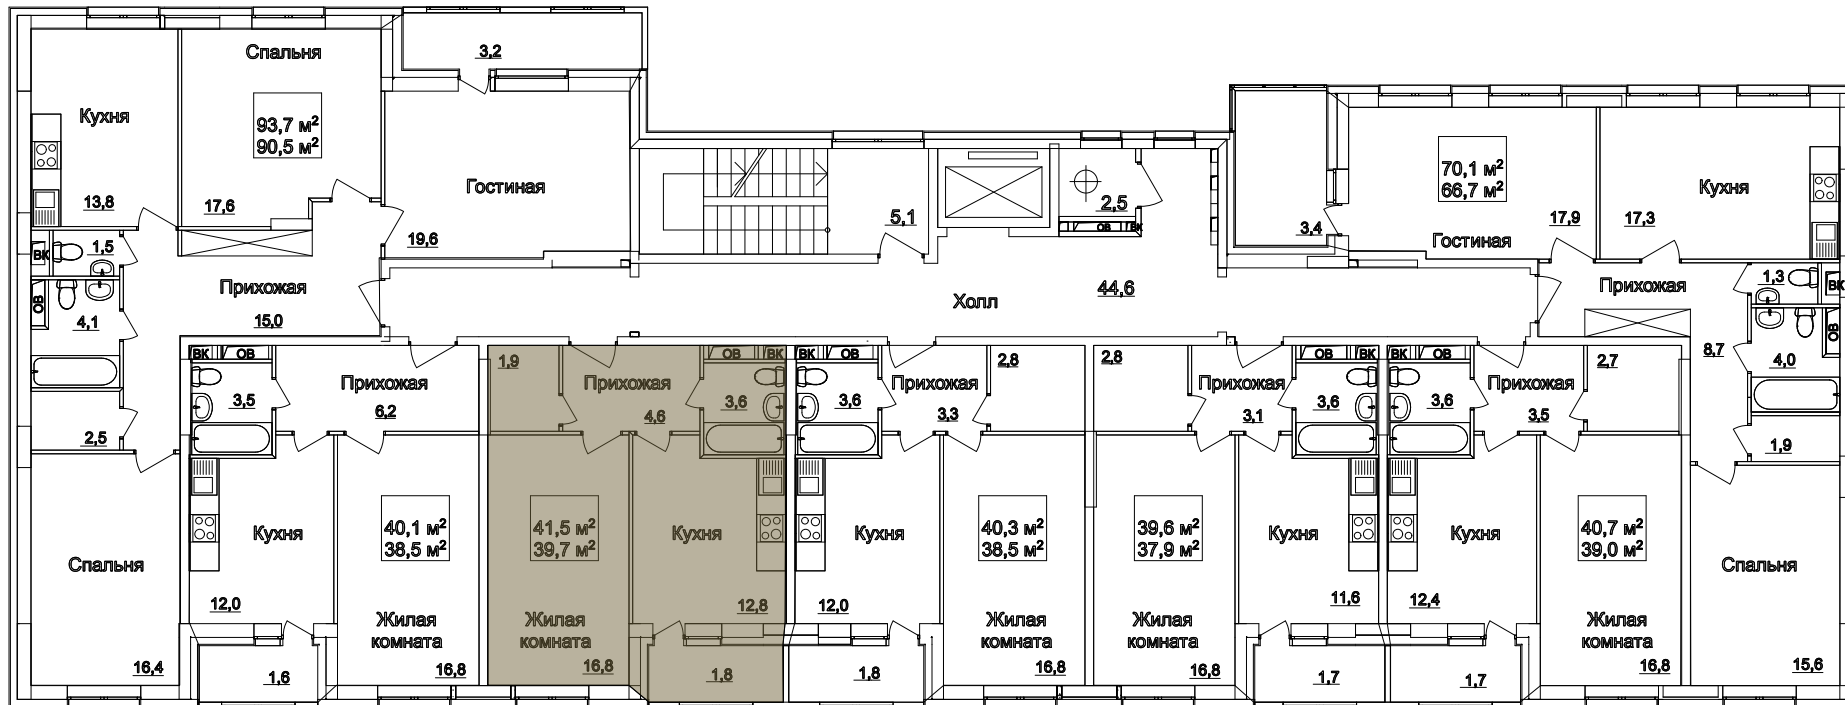 Спальня
3,2
Кухня
93,7 м²
90,5 м²
13,8
17,6
Гостиная
19,6
5,1
2,5
ОВ
ВК
3,4
70,1 м²
66,7 м²
17,9
Гостиная
Кухня
17,3
ВК
1,5
ОВ
4,1
Прихожая
15,0
Холл
44,6
Прихожая
1,3
ВК
ОВ
8,7
4,0
2,5
1,9
ВК
ОВ
Прихожая
3,5
6,2
1,9
Прихожая
4,6
ОВ
ВК
3,6
ВК
ОВ
Прихожая
3,6
3,3
2,8
2,8
Прихожая
3,1
ОВ
ВК
3,6
ВК
ОВ
Прихожая
3,6
3,5
2,7
Спальня
16,4
Кухня
12,0
40,1 м²
38,5 м²
Жилая
комната
16,8
1,6
41,5 м²
39,7 м²
Жилая
комната
16,8
Кухня
12,8
1,8
Кухня
12,0
1,8
40,3 м²
38,5 м²
Жилая
комната
16,8
39,6 м²
37,9 м²
Жилая
комната
16,8
Кухня
11,6
1,7
Кухня
12,4
1,7
40,7 м²
39,0 м²
Жилая
комната
16,8
Спальня
15,6